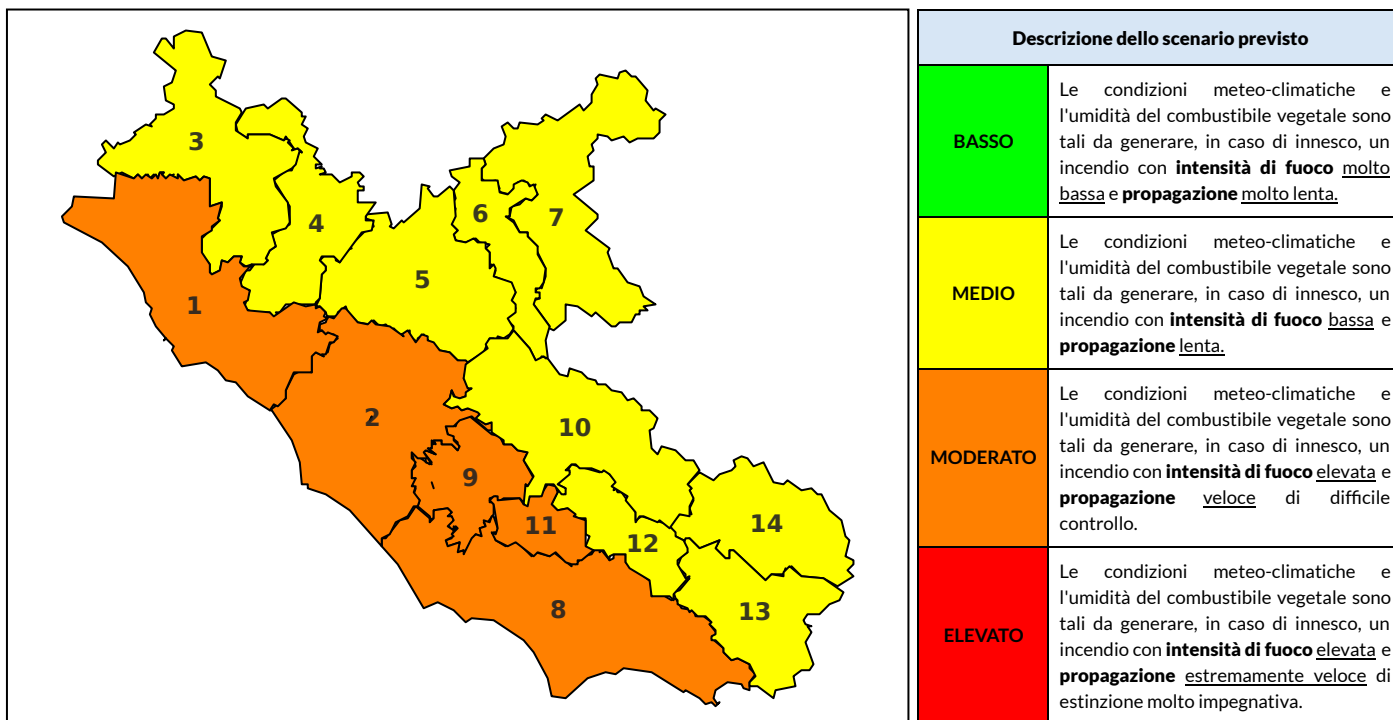 3
4
6
7
5
1
2
10
9
11
14
12
8
13
Descrizione dello scenario previsto
BASSO
Le condizioni meteo-climatiche e
l'umidità del combustibile vegetale sono
tali da generare, in caso di innesco, un
incendio con intensità di fuoco molto
bassa e propagazione molto lenta.
MEDIO
Le condizioni meteo-climatiche e
l'umidità del combustibile vegetale sono
tali da generare, in caso di innesco, un
incendio con intensità di fuoco bassa e
propagazione lenta.
MODERATO
Le condizioni meteo-climatiche e
l'umidità del combustibile vegetale sono
tali da generare, in caso di innesco, un
incendio con intensità di fuoco elevata e
propagazione veloce di difficile
controllo.
ELEVATO
Le condizioni meteo-climatiche e
l'umidità del combustibile vegetale sono
tali da generare, in caso di innesco, un
incendio con intensità di fuoco elevata e
propagazione estremamente veloce di
estinzione molto impegnativa.